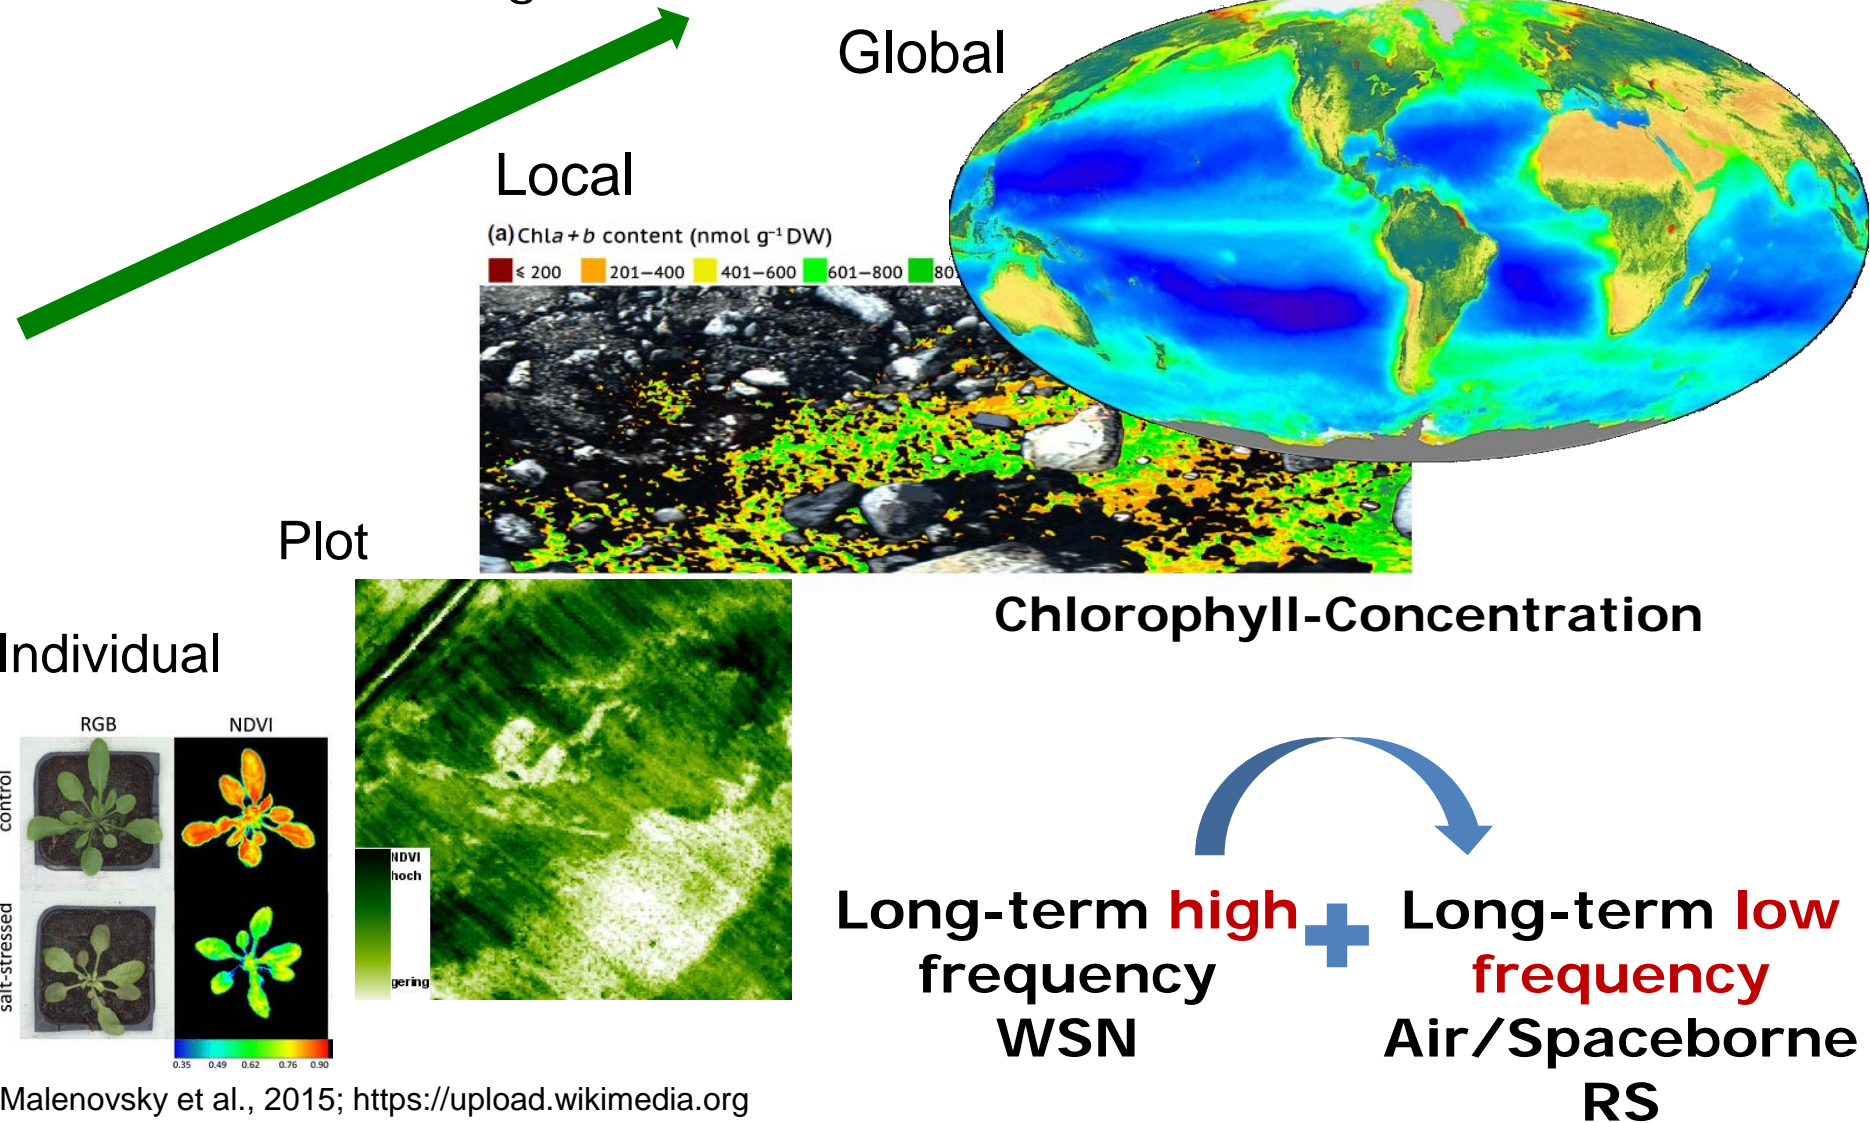 Global
Local
(a) Chla + b content (nmol g⁻¹ DW)
≤ 200 201–400 401–600 601–800 80
Plot
Chlorophyll-Concentration
Individual
RGB NDVI
control
salt-stressed
NDVI
hoch
gering
0.35 0.49 0.62 0.76 0.90
Long-term high
frequency
WSN
Long-term low
frequency
Air/Spaceborne
RS
Malenovsky et al., 2015; https://upload.wikimedia.org